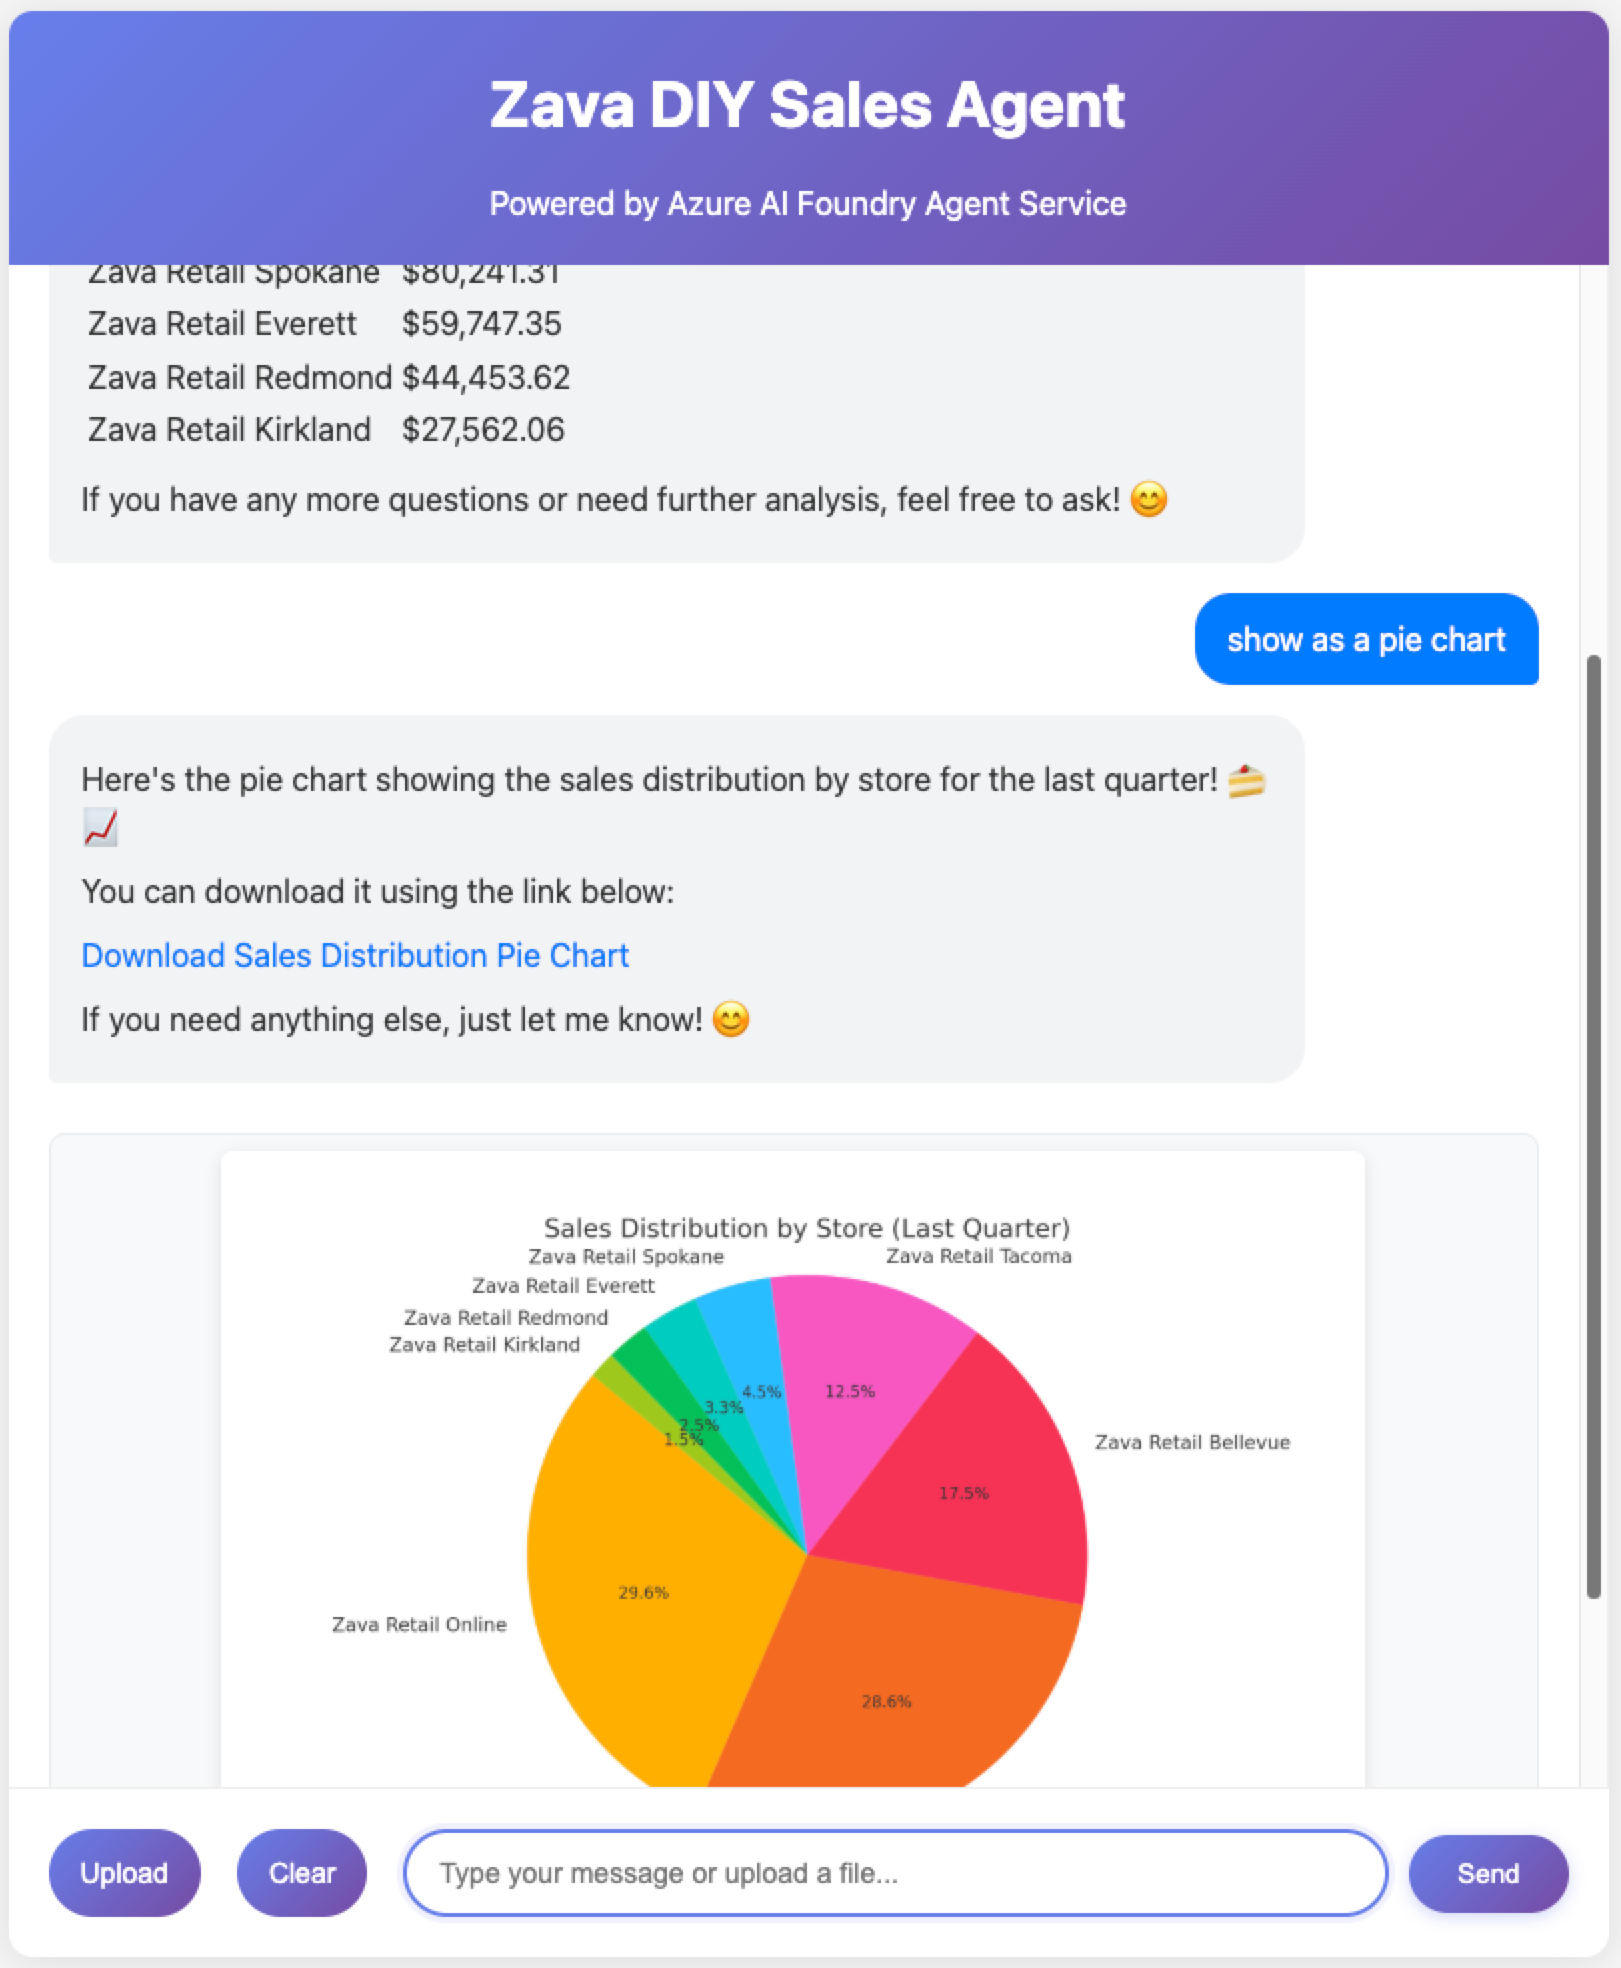 Zava DIY Sales Agent
Powered by Azure AI Foundry Agent Service
Zava Retail Spokane $80,241.31
Zava Retail Everett $59,747.35
Zava Retail Redmond $44,453.62
Zava Retail Kirkland $27,562.06
If you have any more questions or need further analysis, feel free to ask! 😊
show as a pie chart
Here's the pie chart showing the sales distribution by store for the last quarter! 🍰
📈
You can download it using the link below:
Download Sales Distribution Pie Chart
If you need anything else, just let me know! 😊
Sales Distribution by Store (Last Quarter)
Zava Retail Spokane
Zava Retail Tacoma
Zava Retail Everett
Zava Retail Redmond
Zava Retail Kirkland
4.5%
12.5%
3.3%
2.5%
1.5%
Zava Retail Bellevue
17.5%
29.6%
Zava Retail Online
28.6%
Upload
Clear
Type your message or upload a file...
Send